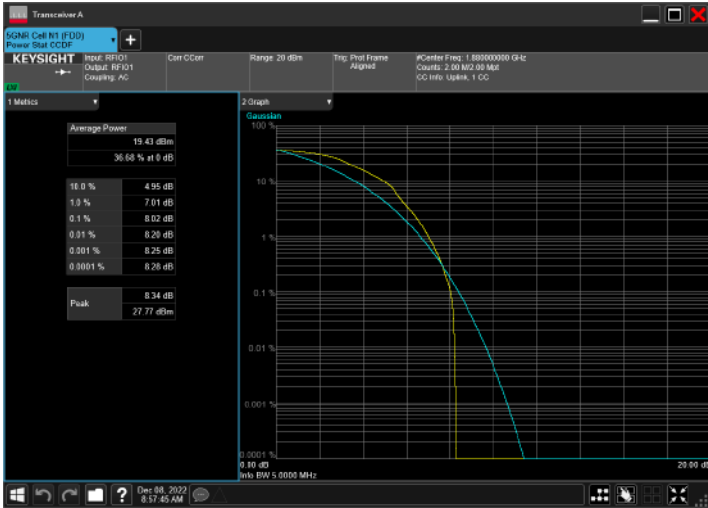 Transceiver A
5GNR Cell N1 (FDD)
Power Stat CCDF
KEYSIGHT
Input: RFIO1
Output: RFIO1
Coupling: AC
Corr CCorr
Range: 20 dBm
Trig: Prot Frame
Aligned
#Center Freq: 1.880000000 GHz
Counts: 2.00 M/2.00 Mpt
CC Info: Uplink, 1 CC
1 Metrics
Average Power
19.43 dBm
36.68 % at 0 dB
10.0 % 4.95 dB
1.0 % 7.01 dB
0.1 % 8.02 dB
0.01 % 8.20 dB
0.001 % 8.25 dB
0.0001 % 8.28 dB
Peak
8.34 dB
27.77 dBm
2 Graph
Gaussian
100 %
10 %
1 %
0.1 %
0.01 %
0.001 %
0.0001 %
0.00 dB
20.00 dB
Info BW 5.0000 MHz
?
Dec 08, 2022
8:57:45 AM